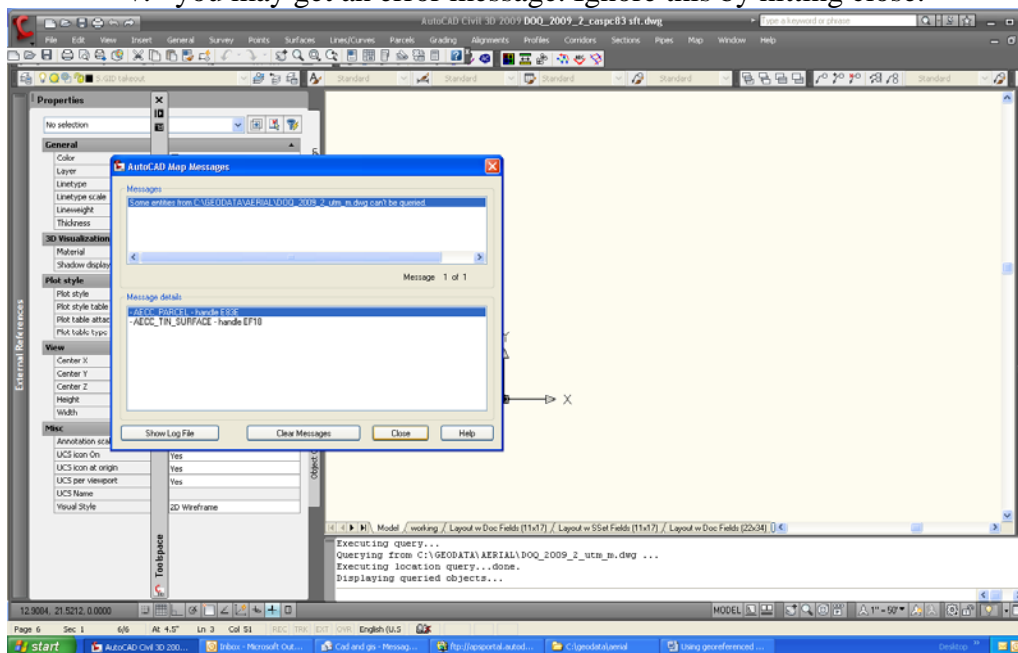 you may get an error message. Ignore this by hitting close.
AutoCAD Civil 3D 2009 DOQ_2009_2_caspc83 sft.dwg
Type a keyword or phrase
File Edit View Insert General Survey Points Surfaces Lines/Curves Parcels Grading Alignments Profiles Corridors Sections Pipes Map Window Help
Standard Standard Standard Standard Standard
Properties
No selection
General
Color
Layer
Linetype
Linetype scale
Lineweight
Thickness
3D Visualization
Material
Shadow display
Plot style
Plot style
Plot style table
Plot table attac
Plot table type
View
Center X
Center Y
Center Z
Height
Width
Misc
Annotation scal
UCS icon On Yes
UCS icon at origin Yes
UCS per viewport Yes
UCS Name
Visual Style 2D Wireframe
External References
Toolspace
AutoCAD Map Messages
Messages
Some entities from C:\GEODATA\AERIAL\DOQ_2009_2_utm_m.dwg can't be queried.
Message 1 of 1
Message details
- AECC_PARCEL - handle E83E
- AECC_TIN_SURFACE - handle EF10
Show Log File Clear Messages Close Help
X
Model / working / Layout w Doc Fields (11x17) / Layout w SSet Fields (11x17) / Layout w Doc Fields (22x34)
Executing query...
Querying from C:\GEODATA\AERIAL\DOQ_2009_2_utm_m.dwg ...
Executing location query...done.
Displaying queried objects...
12.9004, 21.5212, 0.0000
MODEL
1" = 50'
Page 6 Sec 1 6/6 At 4.5" Ln 3 Col 51 REC TRK EXT OVR English (U.S
start
AutoCAD Civil 3D 200...
Inbox - Microsoft Out...
Cad and gis - Messag...
ftp://apsportal.autod...
C:\geodata\aerial
Using georeferenced ...
Desktop